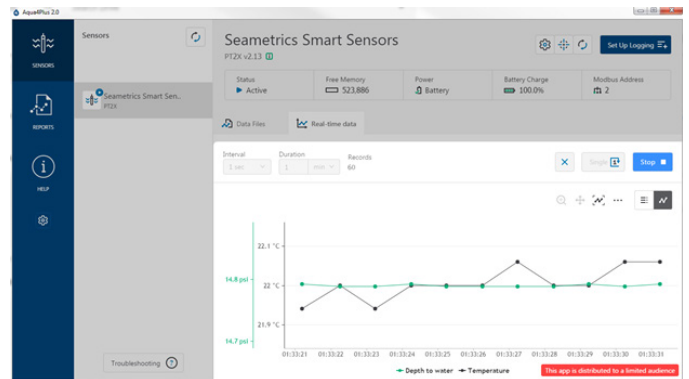 Aqua4Plus 2.0
SENSORS
REPORTS
HELP
Sensors
Seametrics Smart Sen..
PT2X
Troubleshooting ?
Seametrics Smart Sensors
PT2X v2.13
Set Up Logging
Status
Active
Free Memory
523,886
Power
Battery
Battery Charge
100.0%
Modbus Address
2
Data Files
Real-time data
Interval
1 sec
Duration
1
min
Records
60
Single
Stop
14.8 psi
14.7 psi
22.1 °C
22 °C
21.9 °C
01:33:21 01:33:22 01:33:23 01:33:24 01:33:25 01:33:26 01:33:27 01:33:28 01:33:29 01:33:30 01:33:31
Depth to water Temperature
This app is distributed to a limited audience